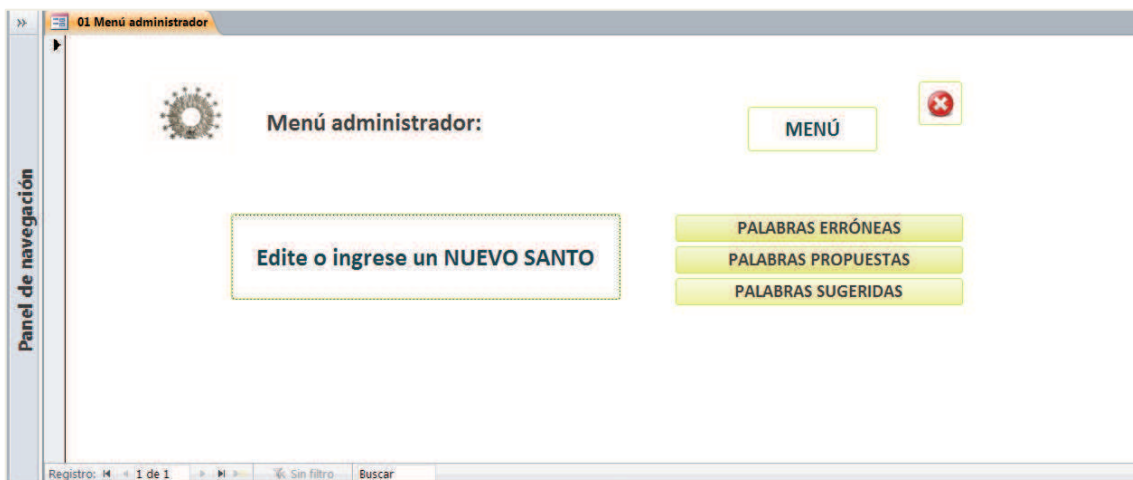 01 Menú administrador
Panel de navegación
Menú administrador:
MENÚ
Edite o ingrese un NUEVO SANTO
PALABRAS ERRÓNEAS
PALABRAS PROPUESTAS
PALABRAS SUGERIDAS
Registro: 1 de 1 Sin filtro Buscar